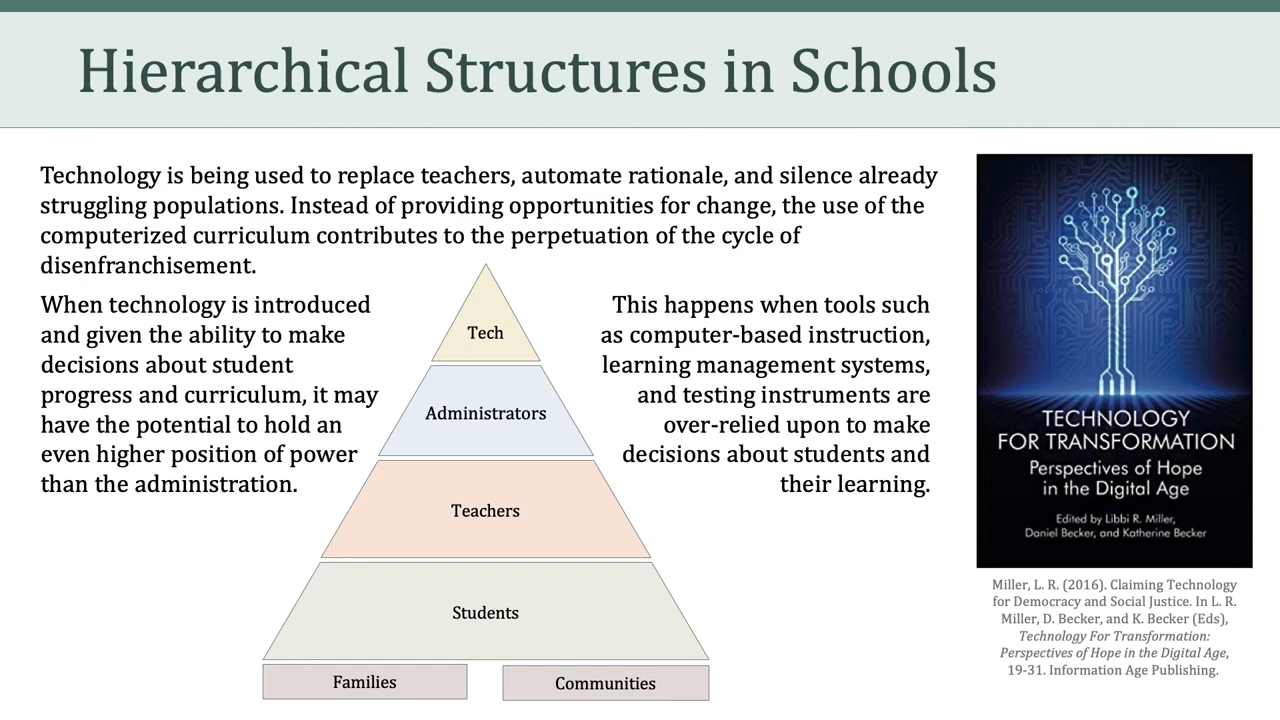 Hierarchical Structures in Schools
Technology is being used to replace teachers, automate rationale, and silence already
struggling populations. Instead of providing opportunities for change, the use of the
computerized curriculum contributes to the perpetuation of the cycle of
disenfranchisement.
When technology is introduced
and given the ability to make
decisions about student
progress and curriculum, it may
have the potential to hold an
even higher position of power
than the administration.
Tech
Administrators
Teachers
Students
Families
Communities
This happens when tools such
as computer-based instruction,
learning management systems,
and testing instruments are
over-relied upon to make
decisions about students and
their learning.
TECHNOLOGY
FOR TRANSFORMATION
Perspectives of Hope
in the Digital Age
Edited by Libbi R. Miller,
Daniel Becker, and Katherine Becker
Miller, L. R. (2016). Claiming Technology
for Democracy and Social Justice. In L. R.
Miller, D. Becker, and K. Becker (Eds),
Technology For Transformation:
Perspectives of Hope in the Digital Age,
19-31. Information Age Publishing.